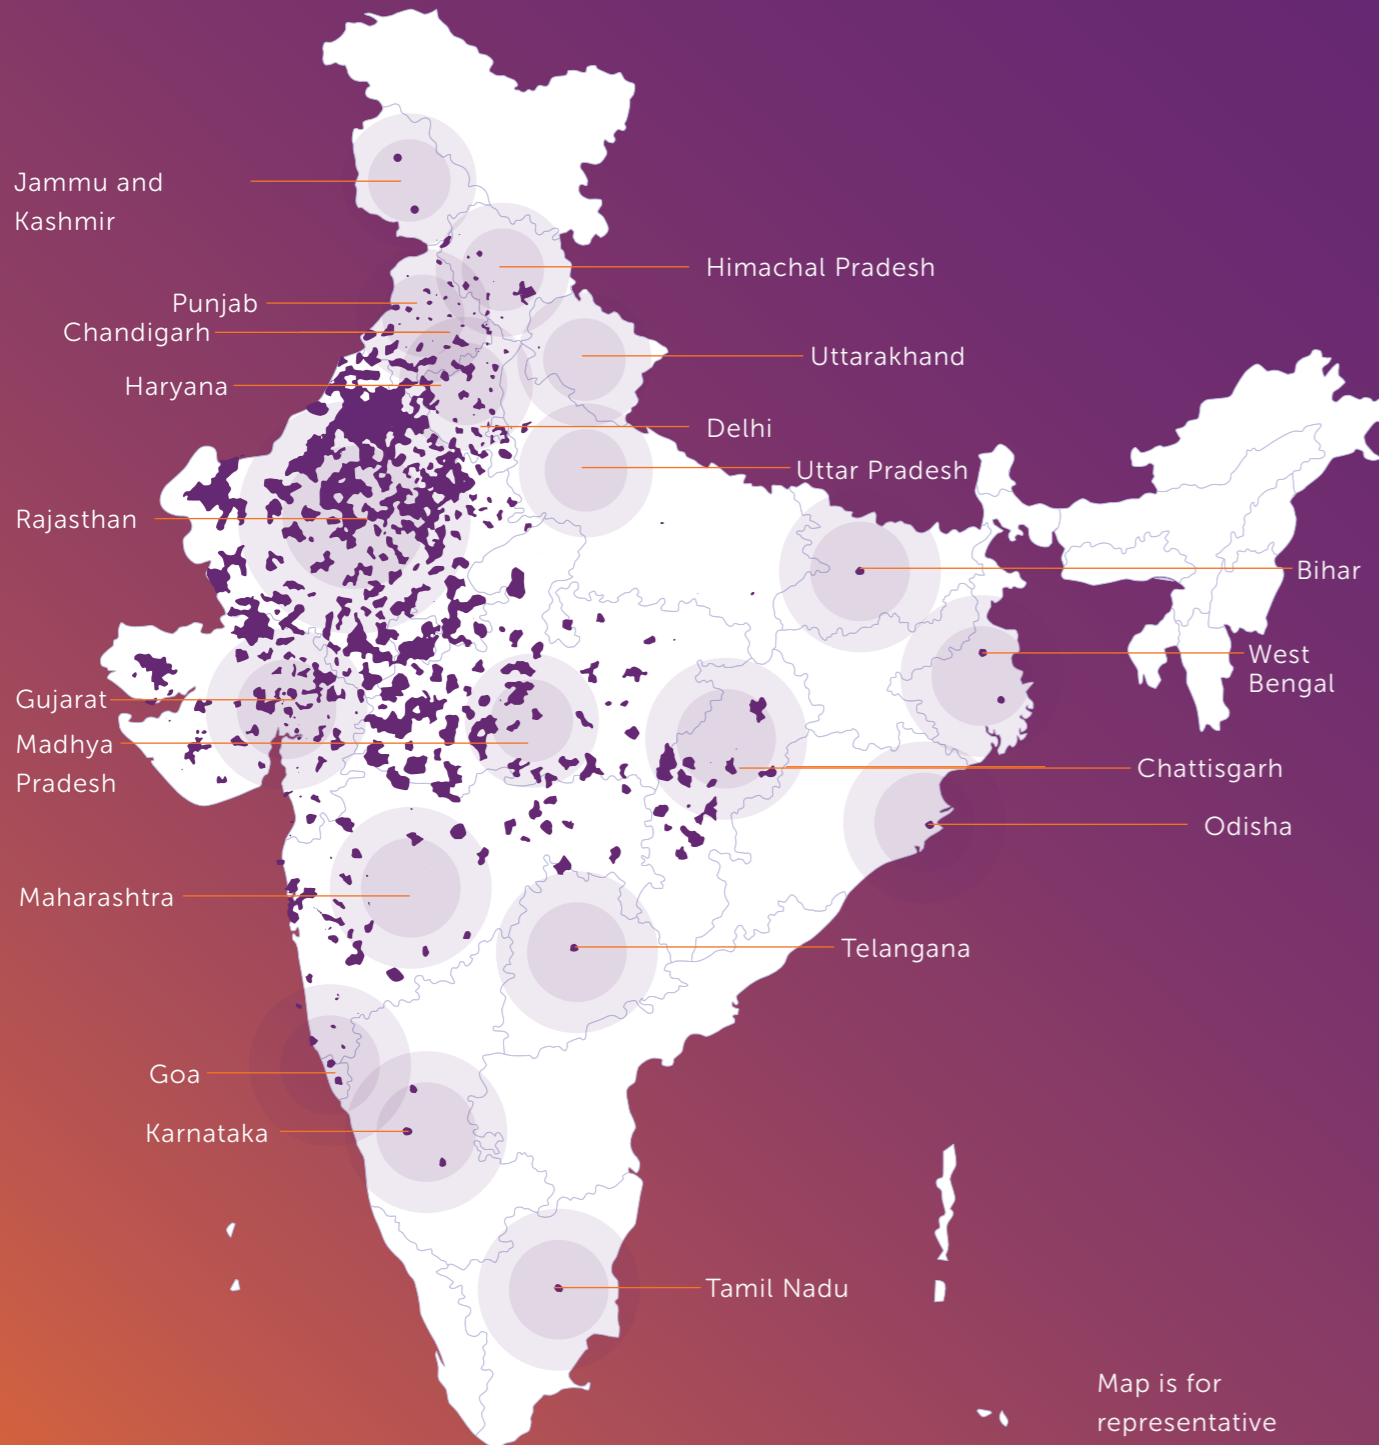 Jammu and
Kashmir
Himachal Pradesh
Punjab
Chandigarh
Uttarakhand
Haryana
Delhi
Uttar Pradesh
Rajasthan
Bihar
West
Bengal
Gujarat
Madhya
Pradesh
Chattisgarh
Odisha
Maharashtra
Telangana
Goa
Karnataka
Tamil Nadu
Map is for
representative